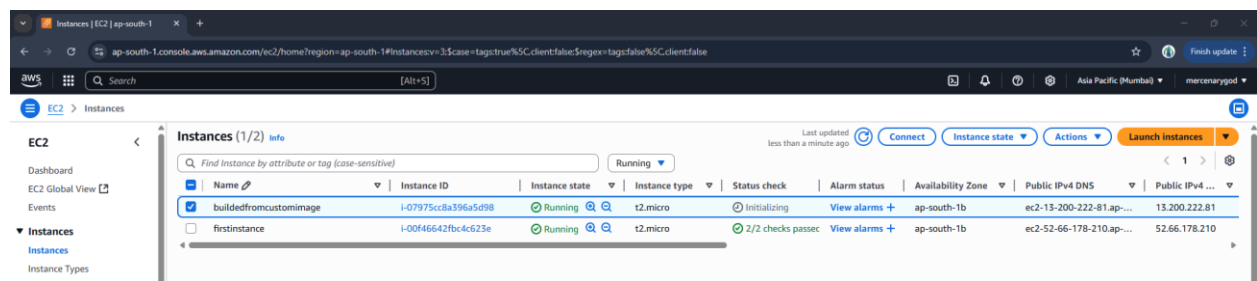 Instances | EC2 | ap-south-1
ap-south-1.console.aws.amazon.com/ec2/home?region=ap-south-1#Instances:v=3;$case=tags:true%5C,client:false;$regex=tags:false%5C,client:false
Finish update
aws Search [Alt+S] Asia Pacific (Mumbai) mercenarygod
EC2 > Instances
EC2
Dashboard
EC2 Global View
Events
Instances
Instances
Instance Types
Instances (1/2) Info
Last updated
less than a minute ago
Connect Instance state Actions Launch instances
Find Instance by attribute or tag (case-sensitive) Running 1
Name Instance ID Instance state Instance type Status check Alarm status Availability Zone Public IPv4 DNS Public IPv4 ...
buildedfromcustomimage i-07975cc8a396a5d98 Running t2.micro Initializing View alarms + ap-south-1b ec2-13-200-222-81.ap-... 13.200.222.81
firstinstance i-00f46642fbc4c623e Running t2.micro 2/2 checks passec View alarms + ap-south-1b ec2-52-66-178-210.ap-... 52.66.178.210